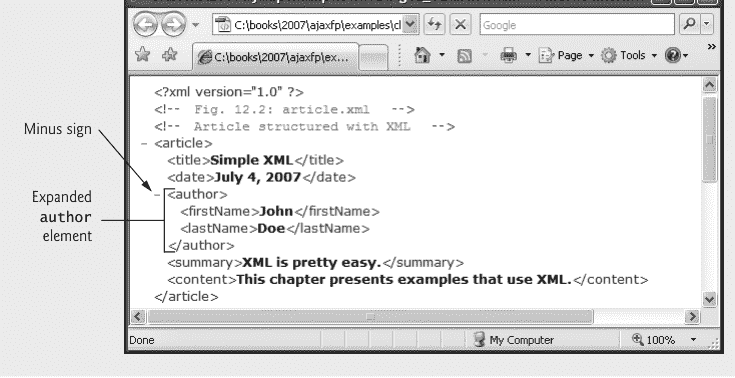 C:\books\2007\ajaxfp\examples\cl
Google
C:\books\2007\ajaxfp\ex...
Page
Tools
»
<?xml version="1.0" ?>
<!-- Fig. 12.2: article.xml -->
<!-- Article structured with XML -->
Minus sign
- <article>
<title>Simple XML</title>
<date>July 4, 2007</date>
Expanded
author
element
- <author>
<firstName>John</firstName>
<lastName>Doe</lastName>
</author>
<summary>XML is pretty easy.</summary>
<content>This chapter presents examples that use XML.</content>
</article>
Done
My Computer
100%